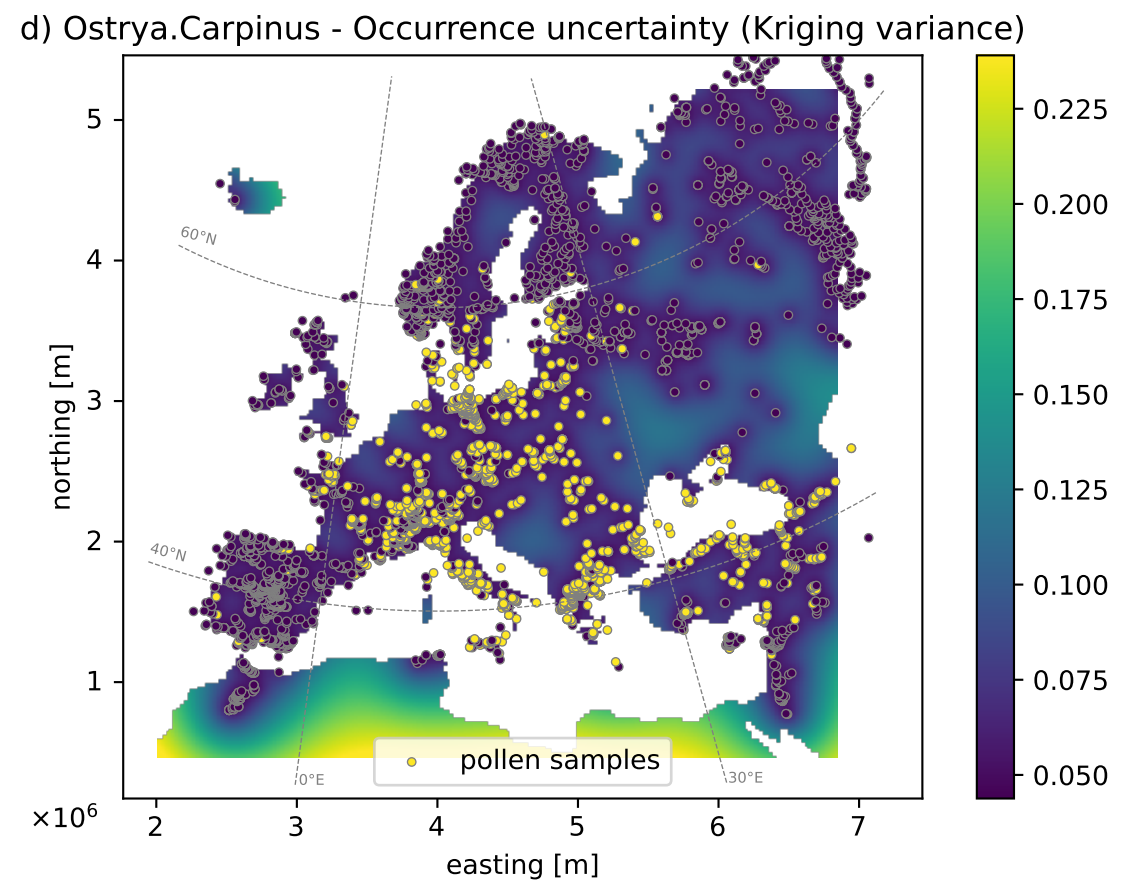 d) Ostrya.Carpinus - Occurrence uncertainty (Kriging variance)
5
4
3
2
1
northing [m]
×10⁶
2
3
4
5
6
7
easting [m]
60°N
40°N
0°E
30°E
pollen samples
0.225
0.200
0.175
0.150
0.125
0.100
0.075
0.050